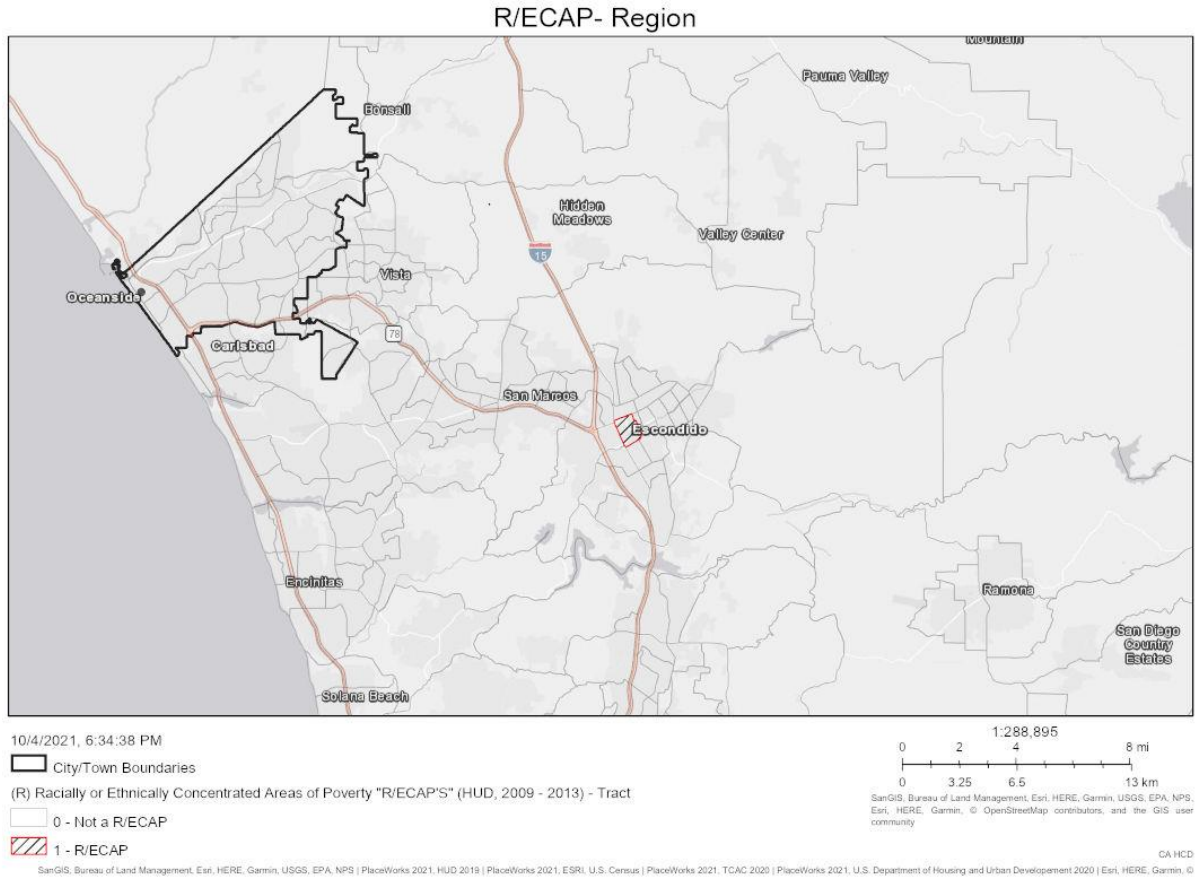 R/ECAP- Region
Mountain
Pauma Valley
Bonsall
Hidden
Meadows
Valley Center
15
Vista
Oceanside
78
Carlsbad
San Marcos
Escondido
Encinitas
Ramona
San Diego
Country
Estates
Solana Beach
10/4/2021, 6:34:38 PM
City/Town Boundaries
(R) Racially or Ethnically Concentrated Areas of Poverty "R/ECAP'S" (HUD, 2009 - 2013) - Tract
0 - Not a R/ECAP
1 - R/ECAP
1:288,895
0 2 4 8 mi
0 3.25 6.5 13 km
SanGIS, Bureau of Land Management, Esri, HERE, Garmin, USGS, EPA, NPS,
Esri, HERE, Garmin, © OpenStreetMap contributors, and the GIS user
community
CA HCD
SanGIS, Bureau of Land Management, Esri, HERE, Garmin, USGS, EPA, NPS | PlaceWorks 2021, HUD 2019 | PlaceWorks 2021, ESRI, U.S. Census | PlaceWorks 2021, TCAC 2020 | PlaceWorks 2021, U.S. Department of Housing and Urban Developement 2020 | Esri, HERE, Garmin, ©